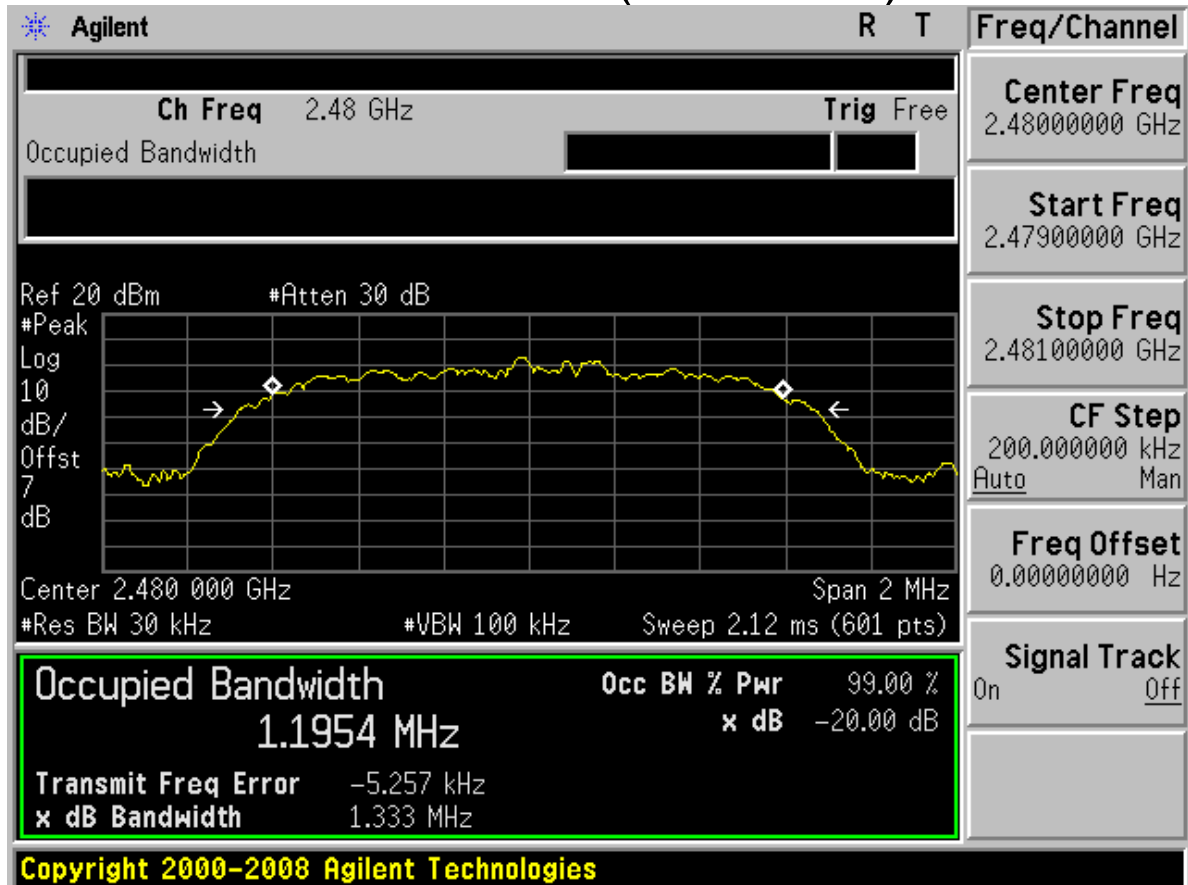 Agilent R T Freq/Channel
Ch Freq 2.48 GHz Trig Free
Occupied Bandwidth
Center Freq
2.48000000 GHz
Start Freq
2.47900000 GHz
Stop Freq
2.48100000 GHz
CF Step
200.000000 kHz
Auto Man
Freq Offset
0.00000000 Hz
Signal Track
On Off
Ref 20 dBm #Atten 30 dB
#Peak
Log
10
dB/
Offst
7
dB
Center 2.480 000 GHz Span 2 MHz
#Res BW 30 kHz #VBW 100 kHz Sweep 2.12 ms (601 pts)
Occupied Bandwidth Occ BW % Pwr 99.00 %
1.1954 MHz x dB -20.00 dB
Transmit Freq Error -5.257 kHz
x dB Bandwidth 1.333 MHz
Copyright 2000-2008 Agilent Technologies